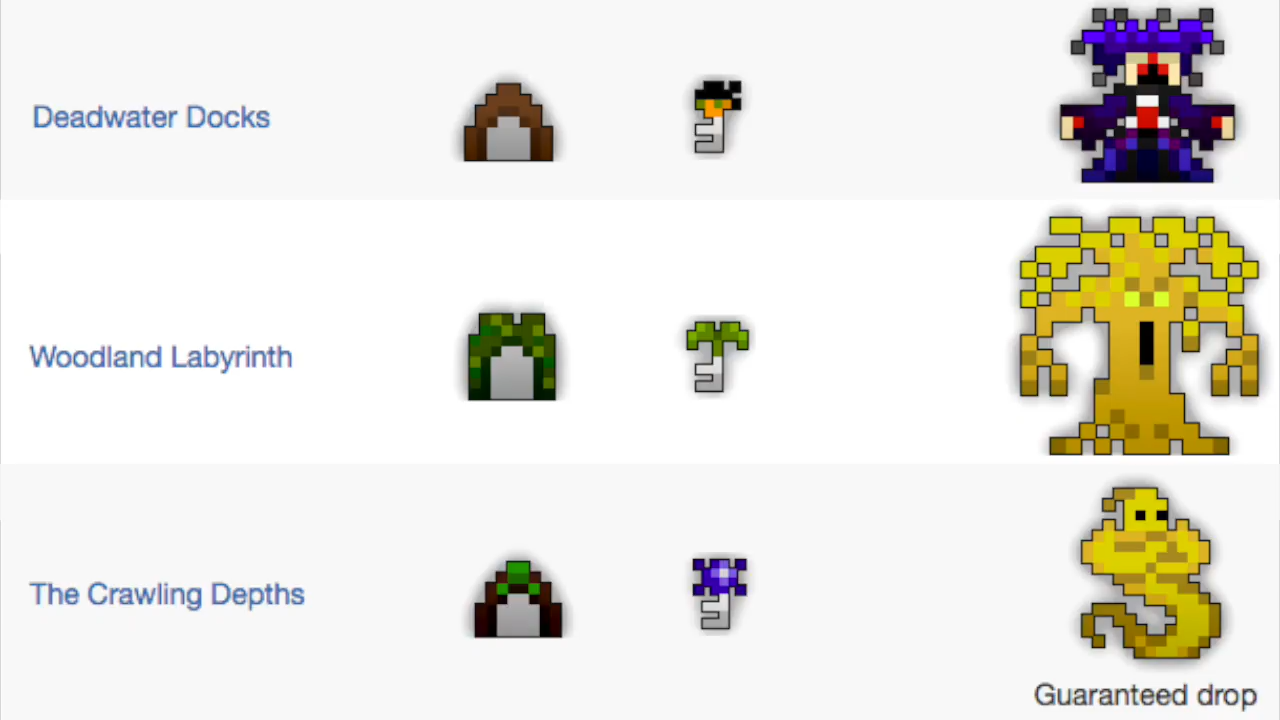 Deadwater Docks
Woodland Labyrinth
The Crawling Depths
Guaranteed drop